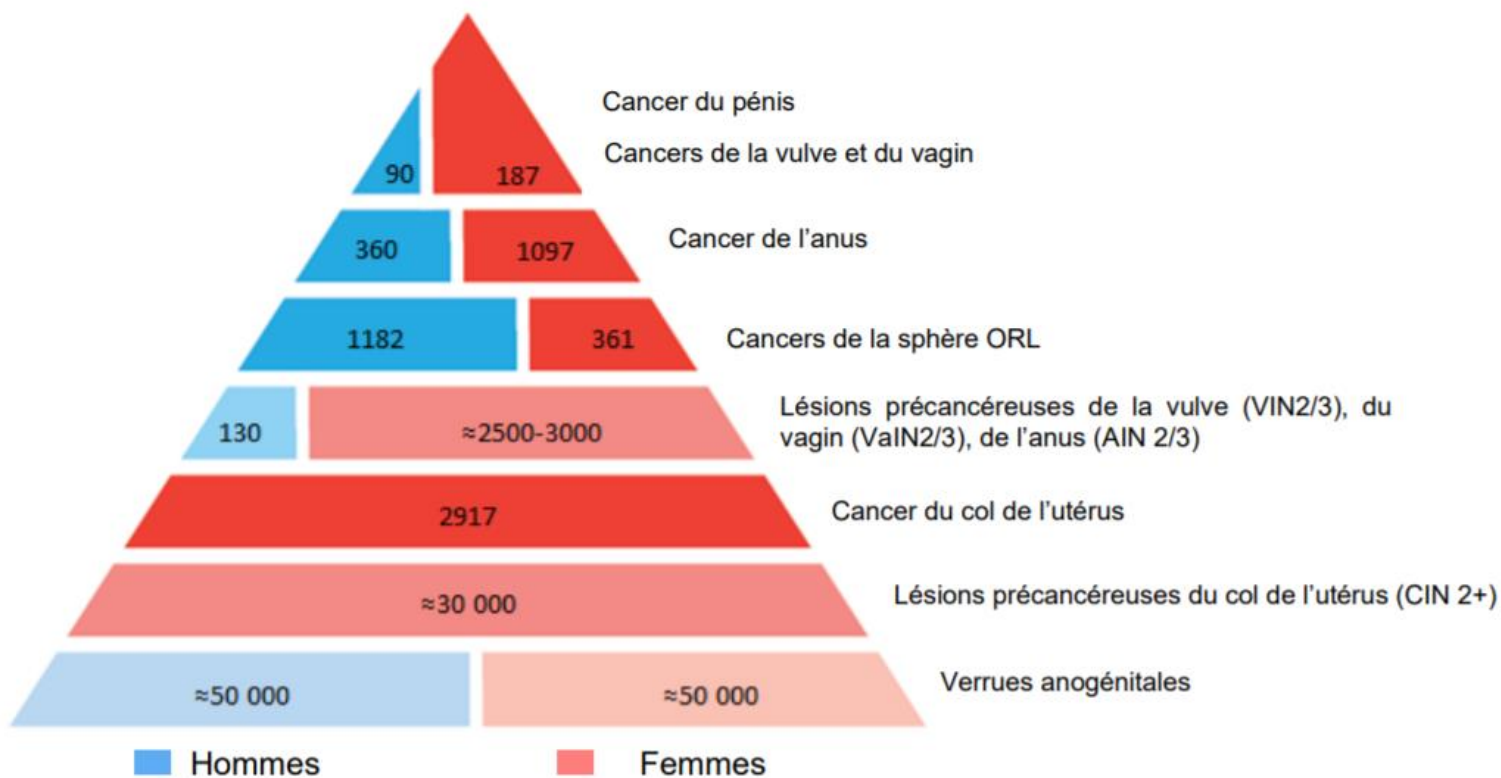 Cancer du pénis
Cancers de la vulve et du vagin
90
187
360
1097
Cancer de l'anus
1182
361
Cancers de la sphère ORL
130
≈2500-3000
Lésions précancéreuses de la vulve (VIN2/3), du
vagin (VaIN2/3), de l'anus (AIN 2/3)
2917
Cancer du col de l'utérus
≈30 000
Lésions précancéreuses du col de l'utérus (CIN 2+)
≈50 000
≈50 000
Verrues anogénitales
Hommes
Femmes